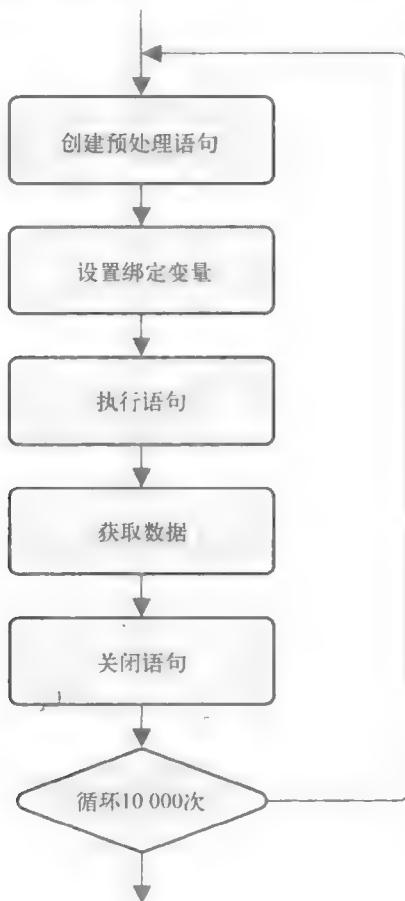 创建预处理语句
设置绑定变量
执行语句
获取数据
关闭语句
循环10 000次